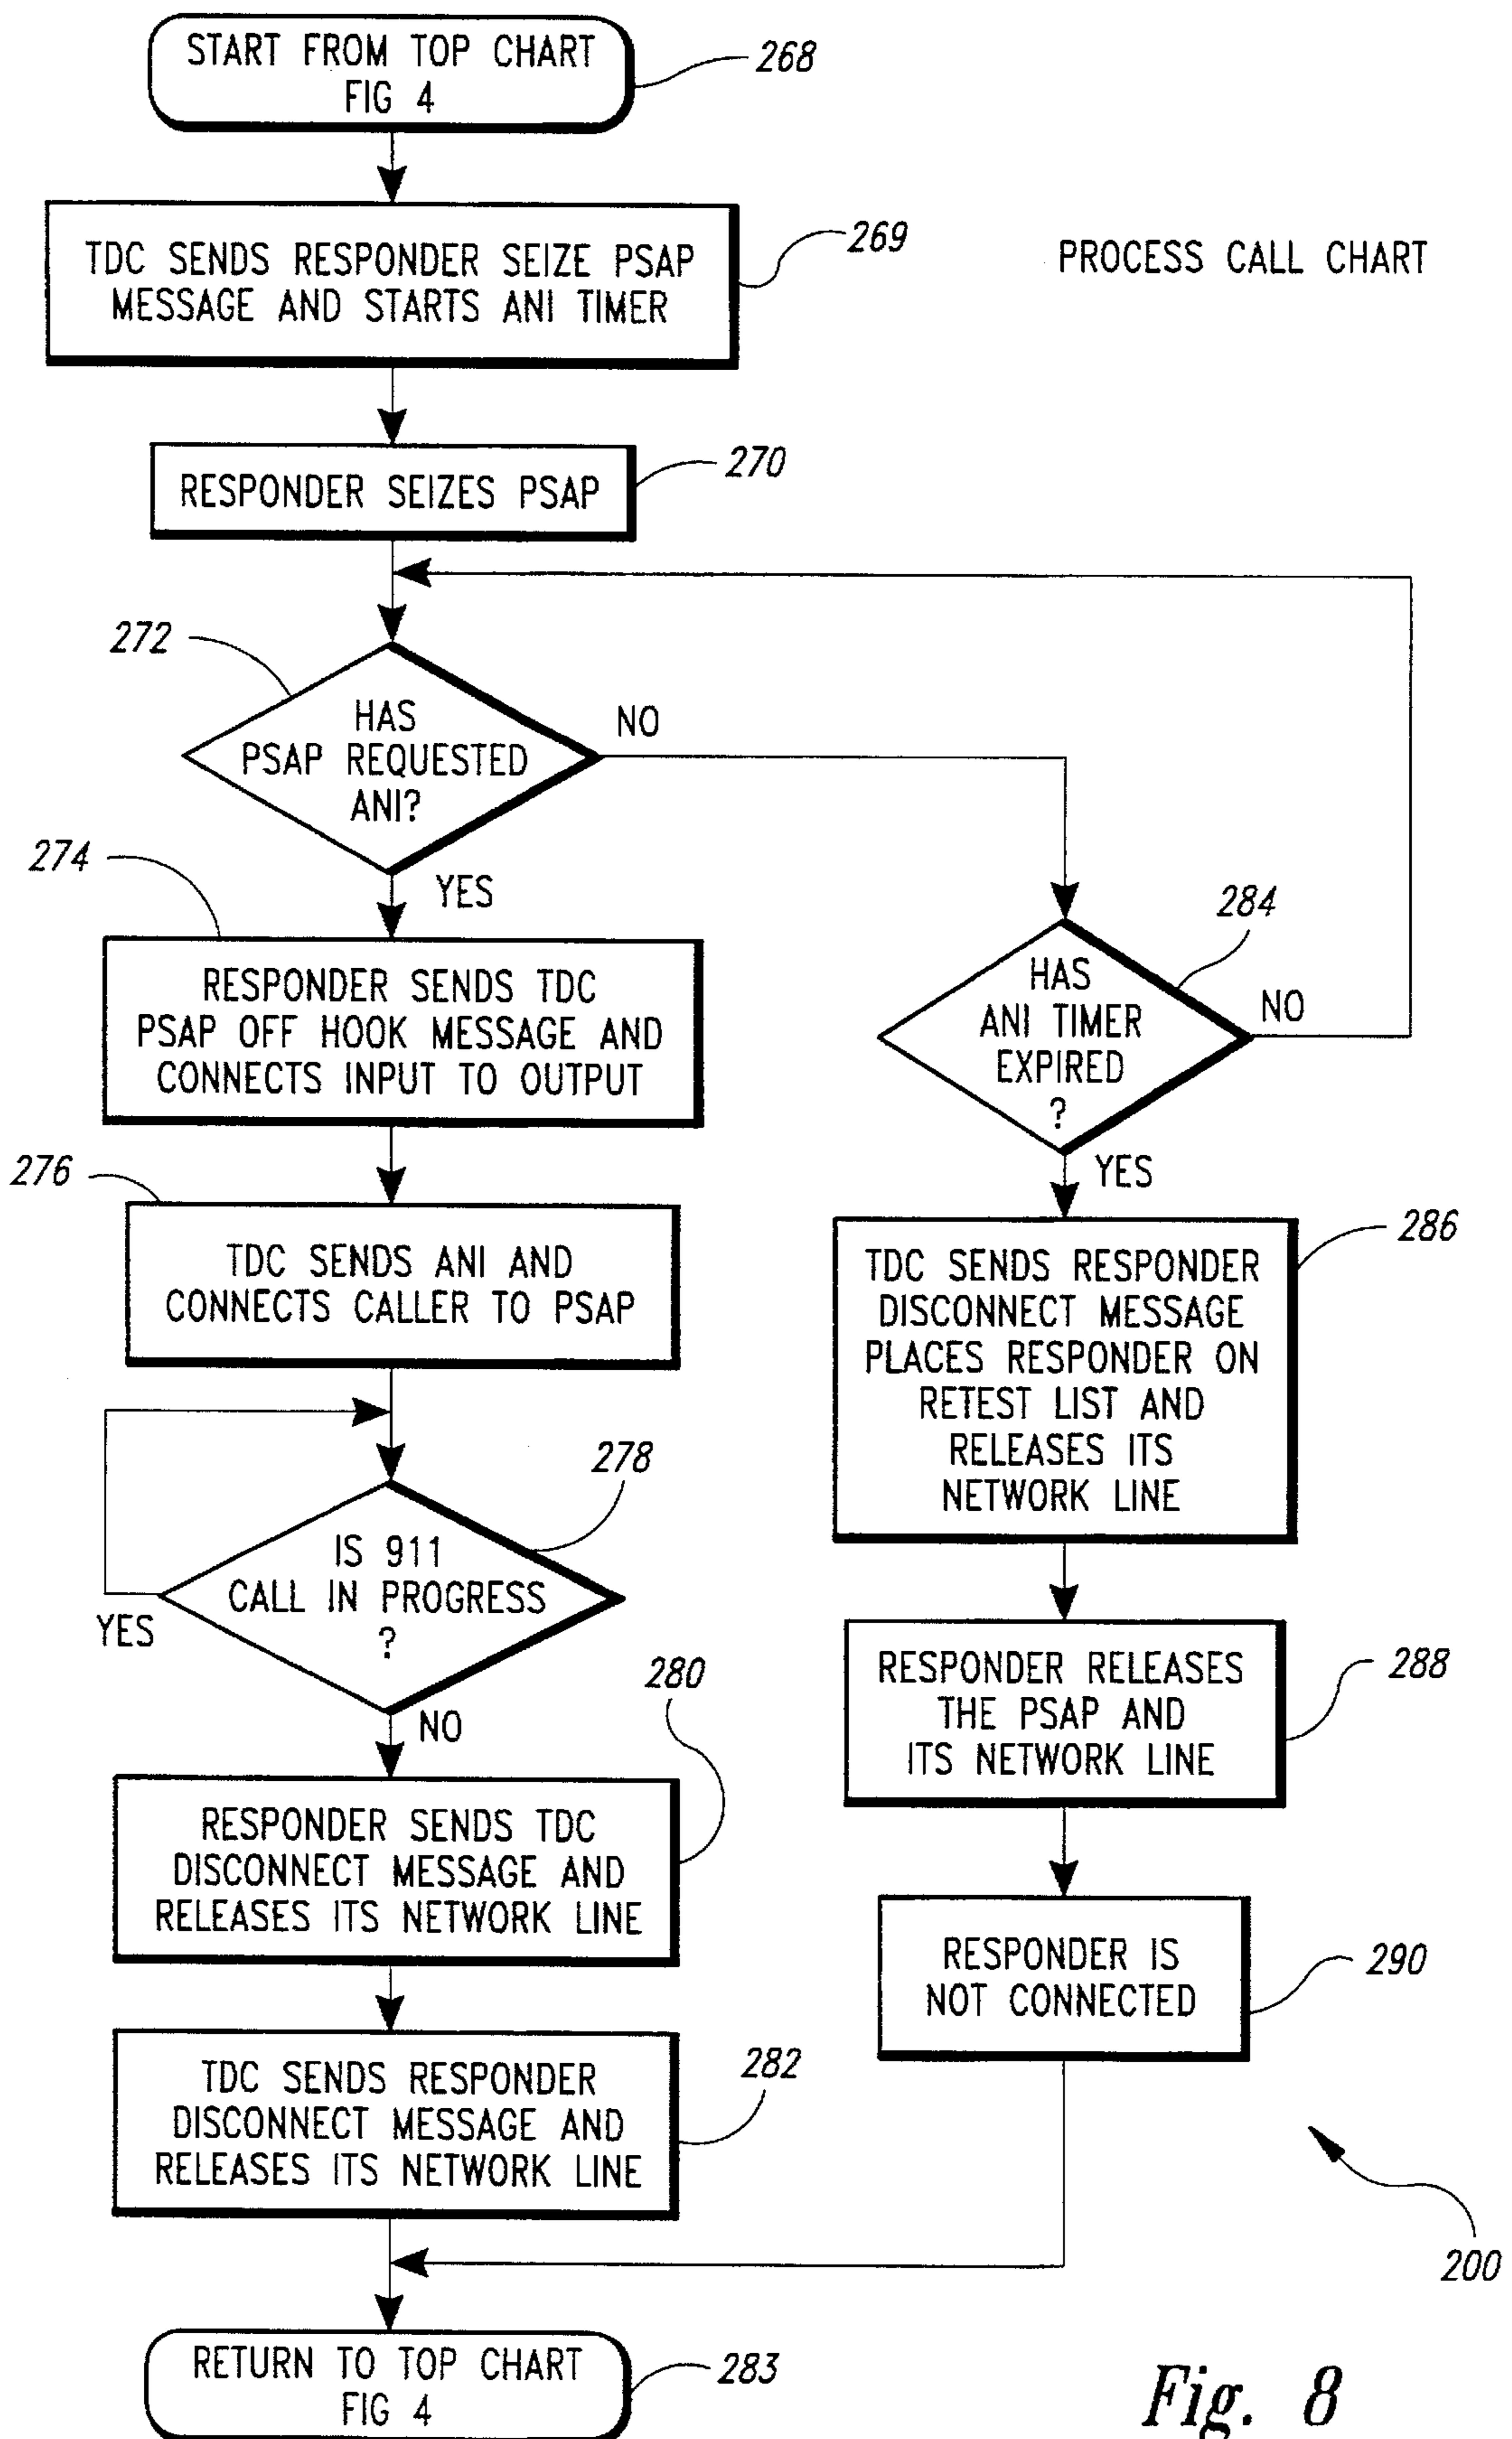 START FROM TOP CHART
FIG 4
268
TDC SENDS RESPONDER SEIZE PSAP
MESSAGE AND STARTS ANI TIMER
269
PROCESS CALL CHART
RESPONDER SEIZES PSAP
270
272
HAS
PSAP REQUESTED
ANI?
NO
YES
274
RESPONDER SENDS TDC
PSAP OFF HOOK MESSAGE AND
CONNECTS INPUT TO OUTPUT
284
HAS
ANI TIMER
EXPIRED
?
NO
YES
276
TDC SENDS ANI AND
CONNECTS CALLER TO PSAP
286
TDC SENDS RESPONDER
DISCONNECT MESSAGE
PLACES RESPONDER ON
RETEST LIST AND
RELEASES ITS
NETWORK LINE
278
IS 911
CALL IN PROGRESS
?
YES
NO
288
RESPONDER RELEASES
THE PSAP AND
ITS NETWORK LINE
280
RESPONDER SENDS TDC
DISCONNECT MESSAGE AND
RELEASES ITS NETWORK LINE
RESPONDER IS
NOT CONNECTED
290
TDC SENDS RESPONDER
DISCONNECT MESSAGE AND
RELEASES ITS NETWORK LINE
282
200
RETURN TO TOP CHART
FIG 4
283
Fig. 8